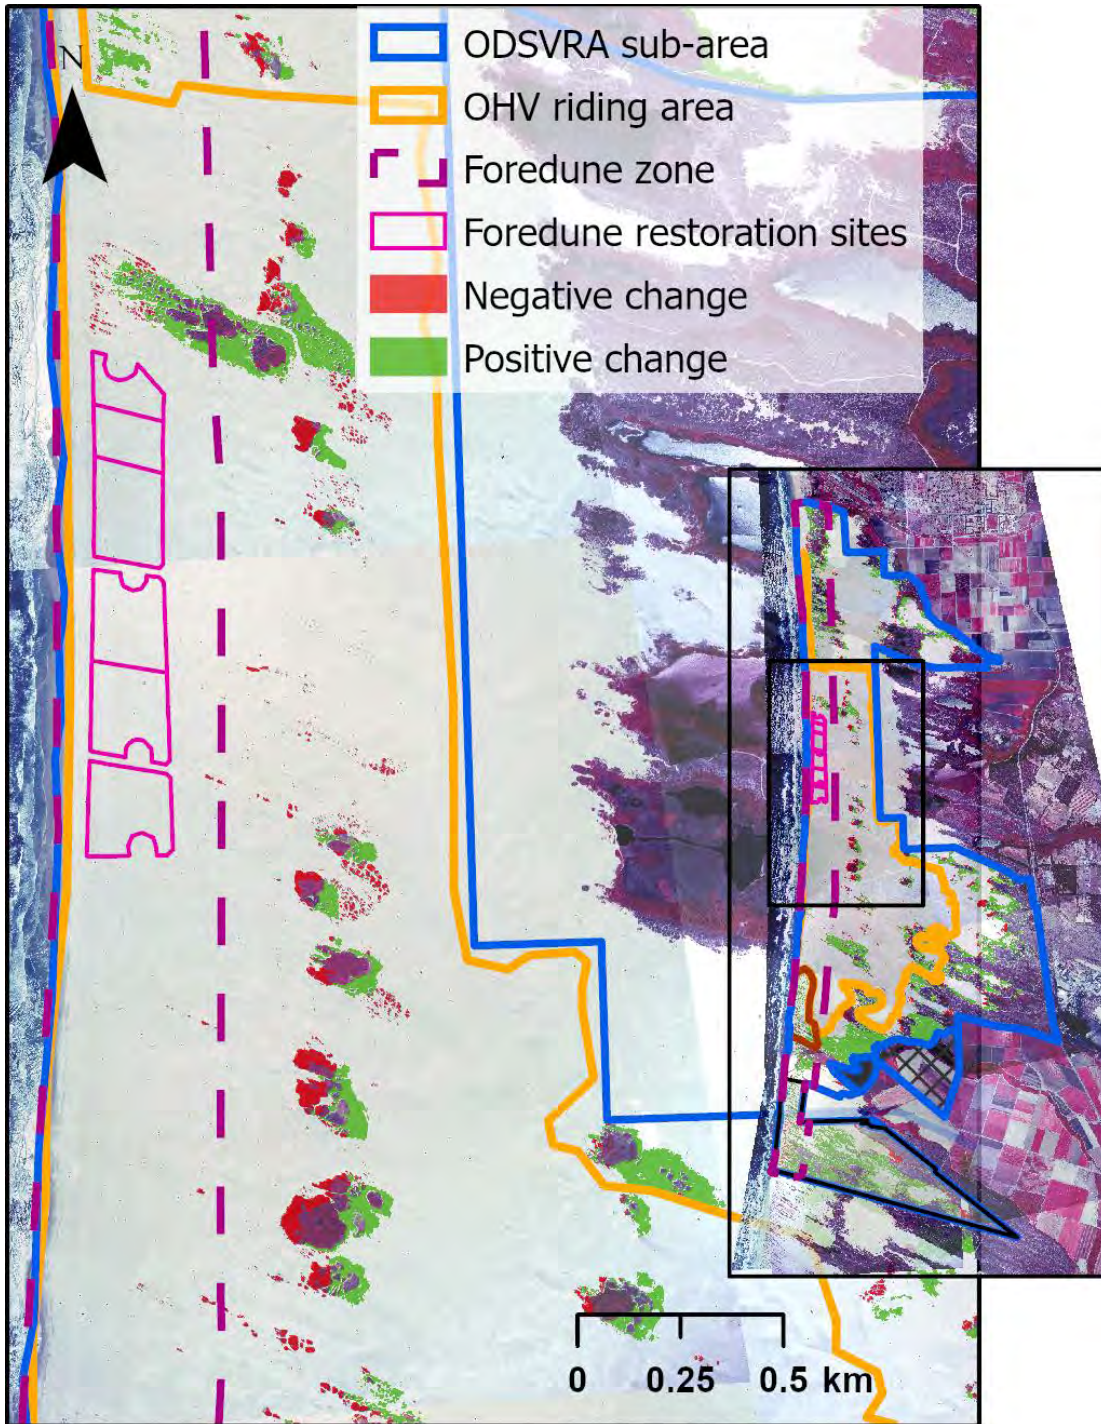 N
ODSVRA sub-area
OHV riding area
Foredune zone
Foredune restoration sites
Negative change
Positive change
0 0.25 0.5 km